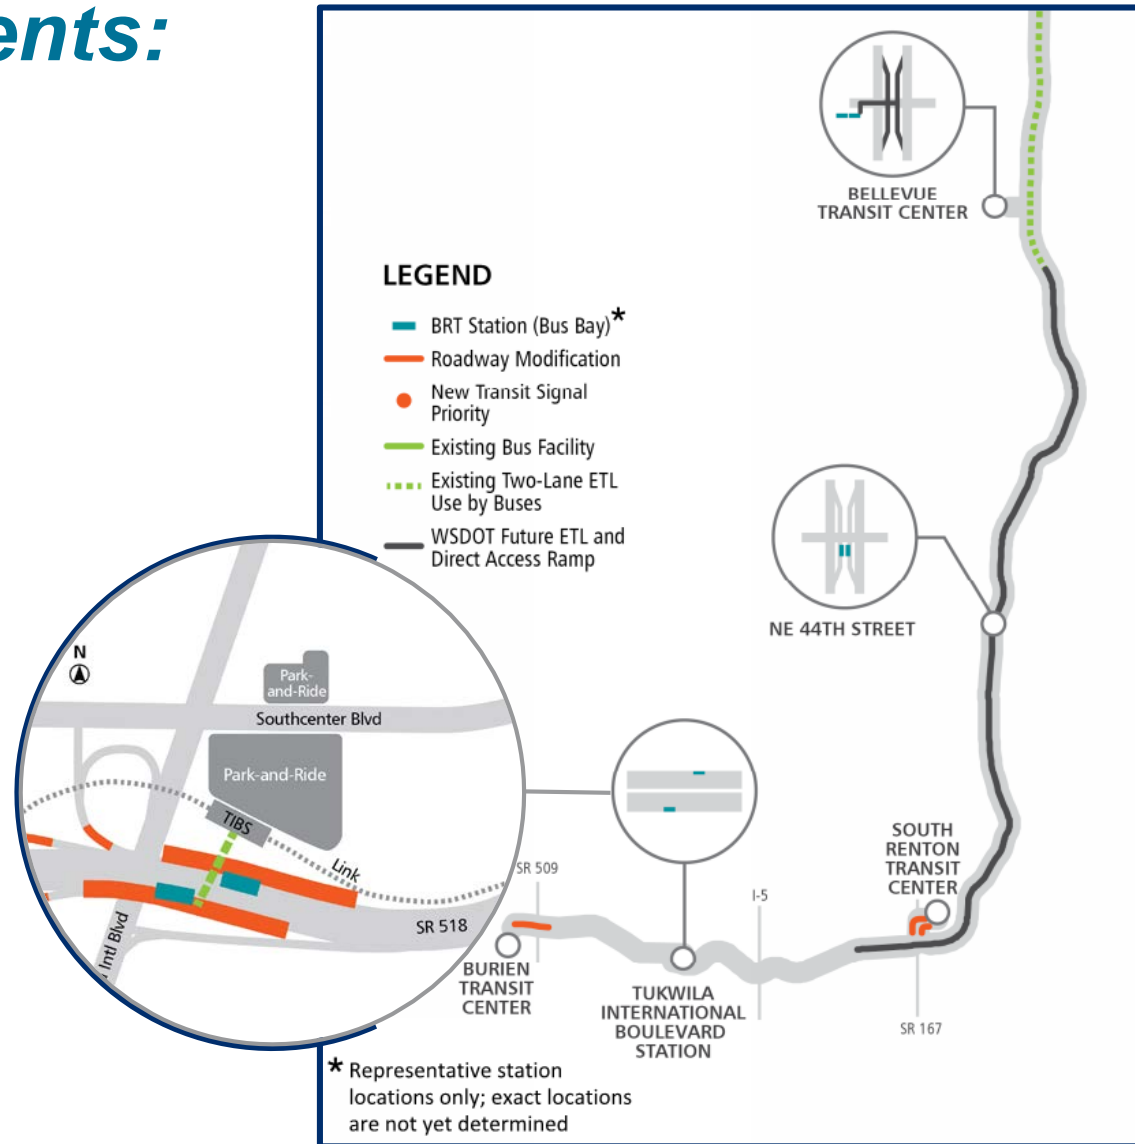 ents:
BELLEVUE
TRANSIT CENTER
LEGEND
BRT Station (Bus Bay)*
Roadway Modification
New Transit Signal
Priority
Existing Bus Facility
Existing Two-Lane ETL
Use by Buses
WSDOT Future ETL and
Direct Access Ramp
NE 44TH STREET
N
Park-
and-Ride
Southcenter Blvd
Park-and-Ride
TIBS
Link
SR 518
Intl Blvd
SR 509
I-5
SOUTH
RENTON
TRANSIT
CENTER
BURIEN
TRANSIT
CENTER
TUKWILA
INTERNATIONAL
BOULEVARD
STATION
SR 167
* Representative station
locations only; exact locations
are not yet determined